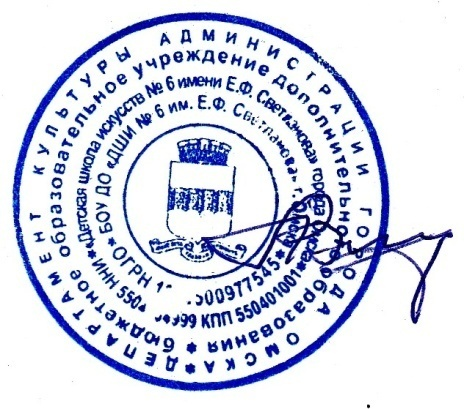 * ДЕПАРТАМЕНТ КУЛЬТУРЫ АДМИНИСТРАЦИИ ГОРОДА ОМСКА
* бюджетное образовательное учреждение дополнительного образования
* «Детская школа искусств № 6 имени Е.Ф. Светланова» города Омска
* БОУ ДО «ДШИ № 6 им. Е.Ф. Светланова» г. Омска
* ОГРН
* ИНН КПП 550401001